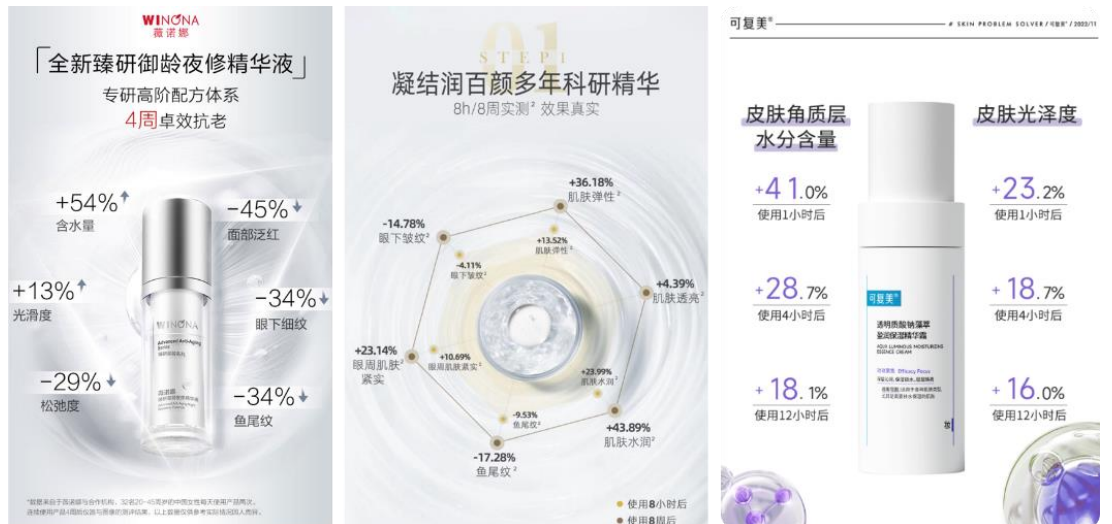 WINONA
薇诺娜
「全新臻研御龄夜修精华液」
专研高阶配方体系
4周卓效抗老
+54%
含水量
-45%
面部泛红
+13%
光滑度
-34%
眼下细纹
-29%
松弛度
-34%
鱼尾纹
WINONA
Advanced Anti-Aging
01
STEP1
凝结润百颜多年科研精华
8h/8周实测² 效果真实
+36.18%
肌肤弹性²
-14.78%
眼下皱纹²
+13.52%
肌肤弹性²
-4.11%
眼下皱纹²
+4.39%
肌肤透亮²
+23.14%
眼周肌肤²
紧实
+10.69%
眼周肌肤紧实²
+23.99%
肌肤水润²
-9.53%
鱼尾纹²
+43.89%
肌肤水润²
-17.28%
鱼尾纹²
使用8小时后
使用8周后
可复美®
# SKIN PROBLEM SOLVER / 可复美® / 2022/11
皮肤角质层
水分含量
皮肤光泽度
+41.0%
使用1小时后
+23.2%
使用1小时后
+28.7%
使用4小时后
+18.7%
使用4小时后
+18.1%
使用12小时后
+16.0%
使用12小时后
可复美®
透明质酸钠藻萃
盈润保湿精华霜